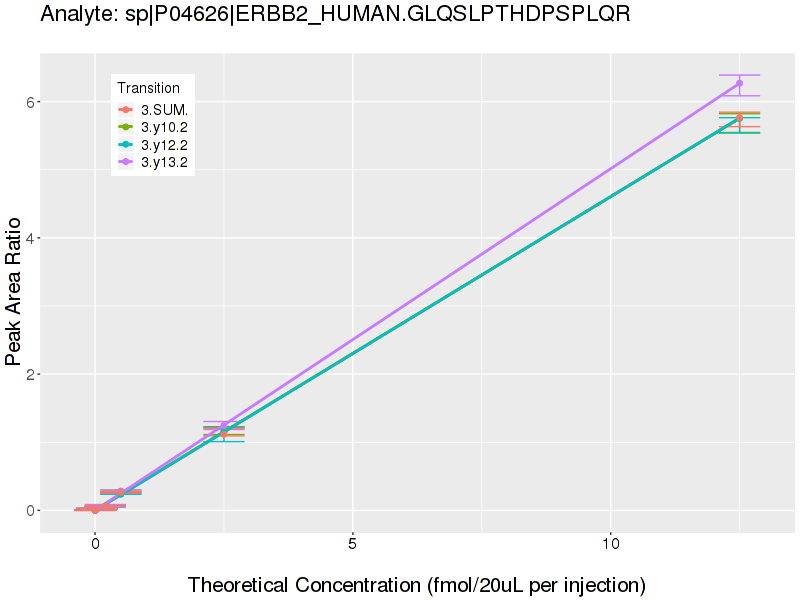 Analyte: sp|P04626|ERBB2_HUMAN.GLQSLPTHDPSPLQR
Transition
3.SUM.
3.y10.2
3.y12.2
3.y13.2
Peak Area Ratio
6
4
2
0
0 5 10
Theoretical Concentration (fmol/20uL per injection)